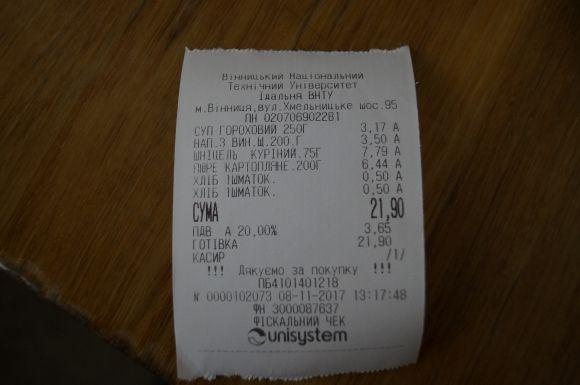 Вінницький Національний
Технічний Університет
Їдальня ВНТУ
м.Вінниця,вул.Хмельницьке шос.95
ПН 020706902281
СУП ГОРОХОВИЙ 250Г 3,17 А
НАП.З ВИН.Ш.200.Г 3,50 А
ШНІЦЕЛЬ КУРІНИЙ.75Г 7,79 А
ПЮРЕ КАРТОПЛЯНЕ.200Г 6,44 А
ХЛІБ 1ШМАТОК. 0,50 А
ХЛІБ 1ШМАТОК. 0,50 А
СУМА 21,90
ПДВ А 20,00% 3,65
ГОТІВКА 21,90
КАСИР /1/
!!! Дякуємо за покупку !!!
ПБ4101401218
N 0000102073 08-11-2017 13:17:48
ФН 3000087637
ФІСКАЛЬНИЙ ЧЕК
unisystem